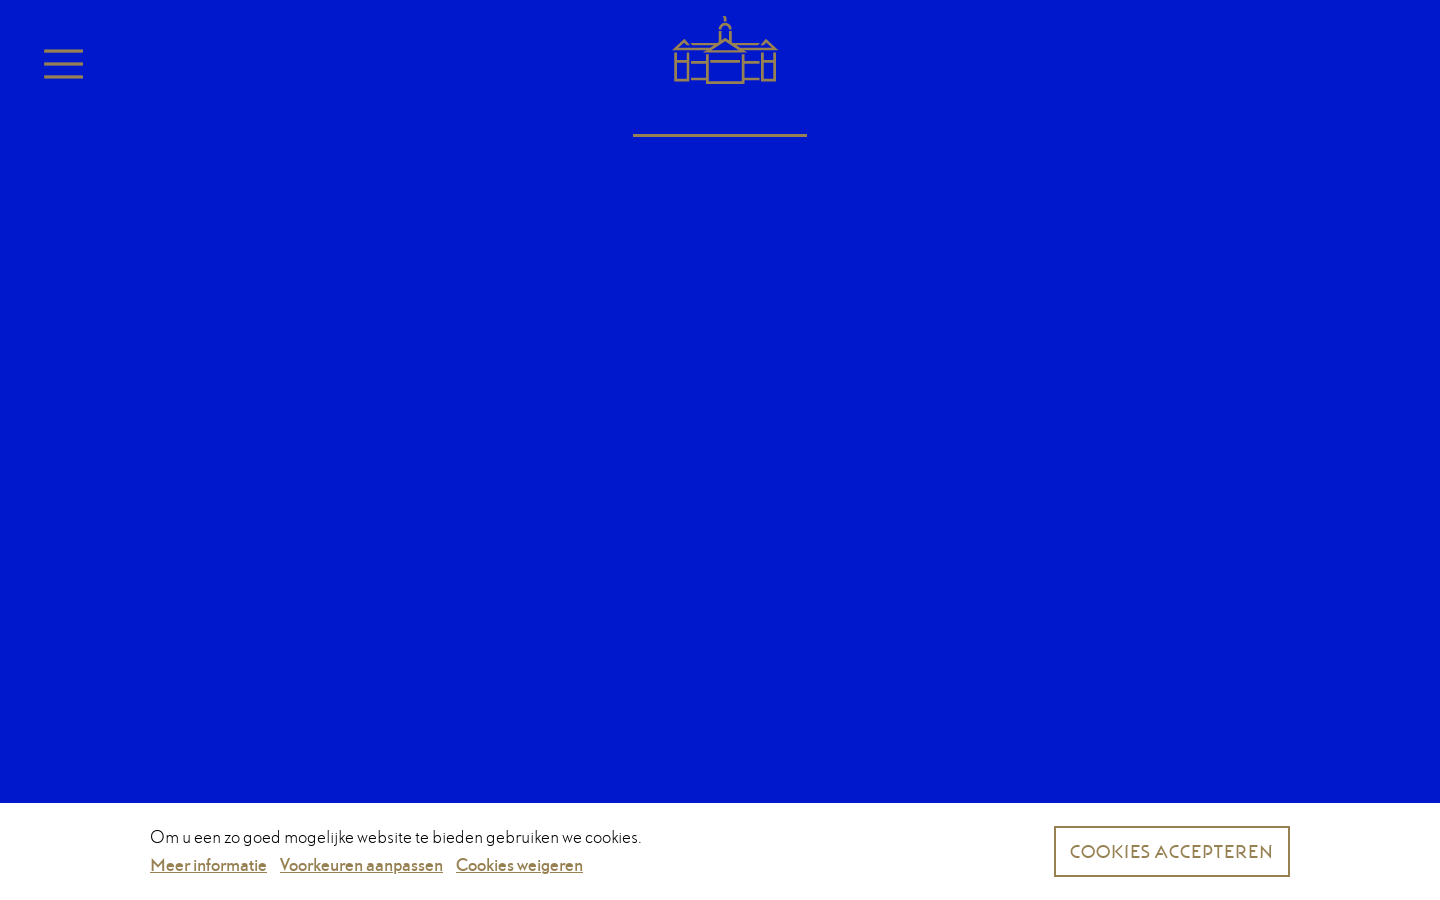 Om u een zo goed mogelijke website te bieden gebruiken we cookies.
Meer informatie Voorkeuren aanpassen Cookies weigeren
COOKIES ACCEPTEREN